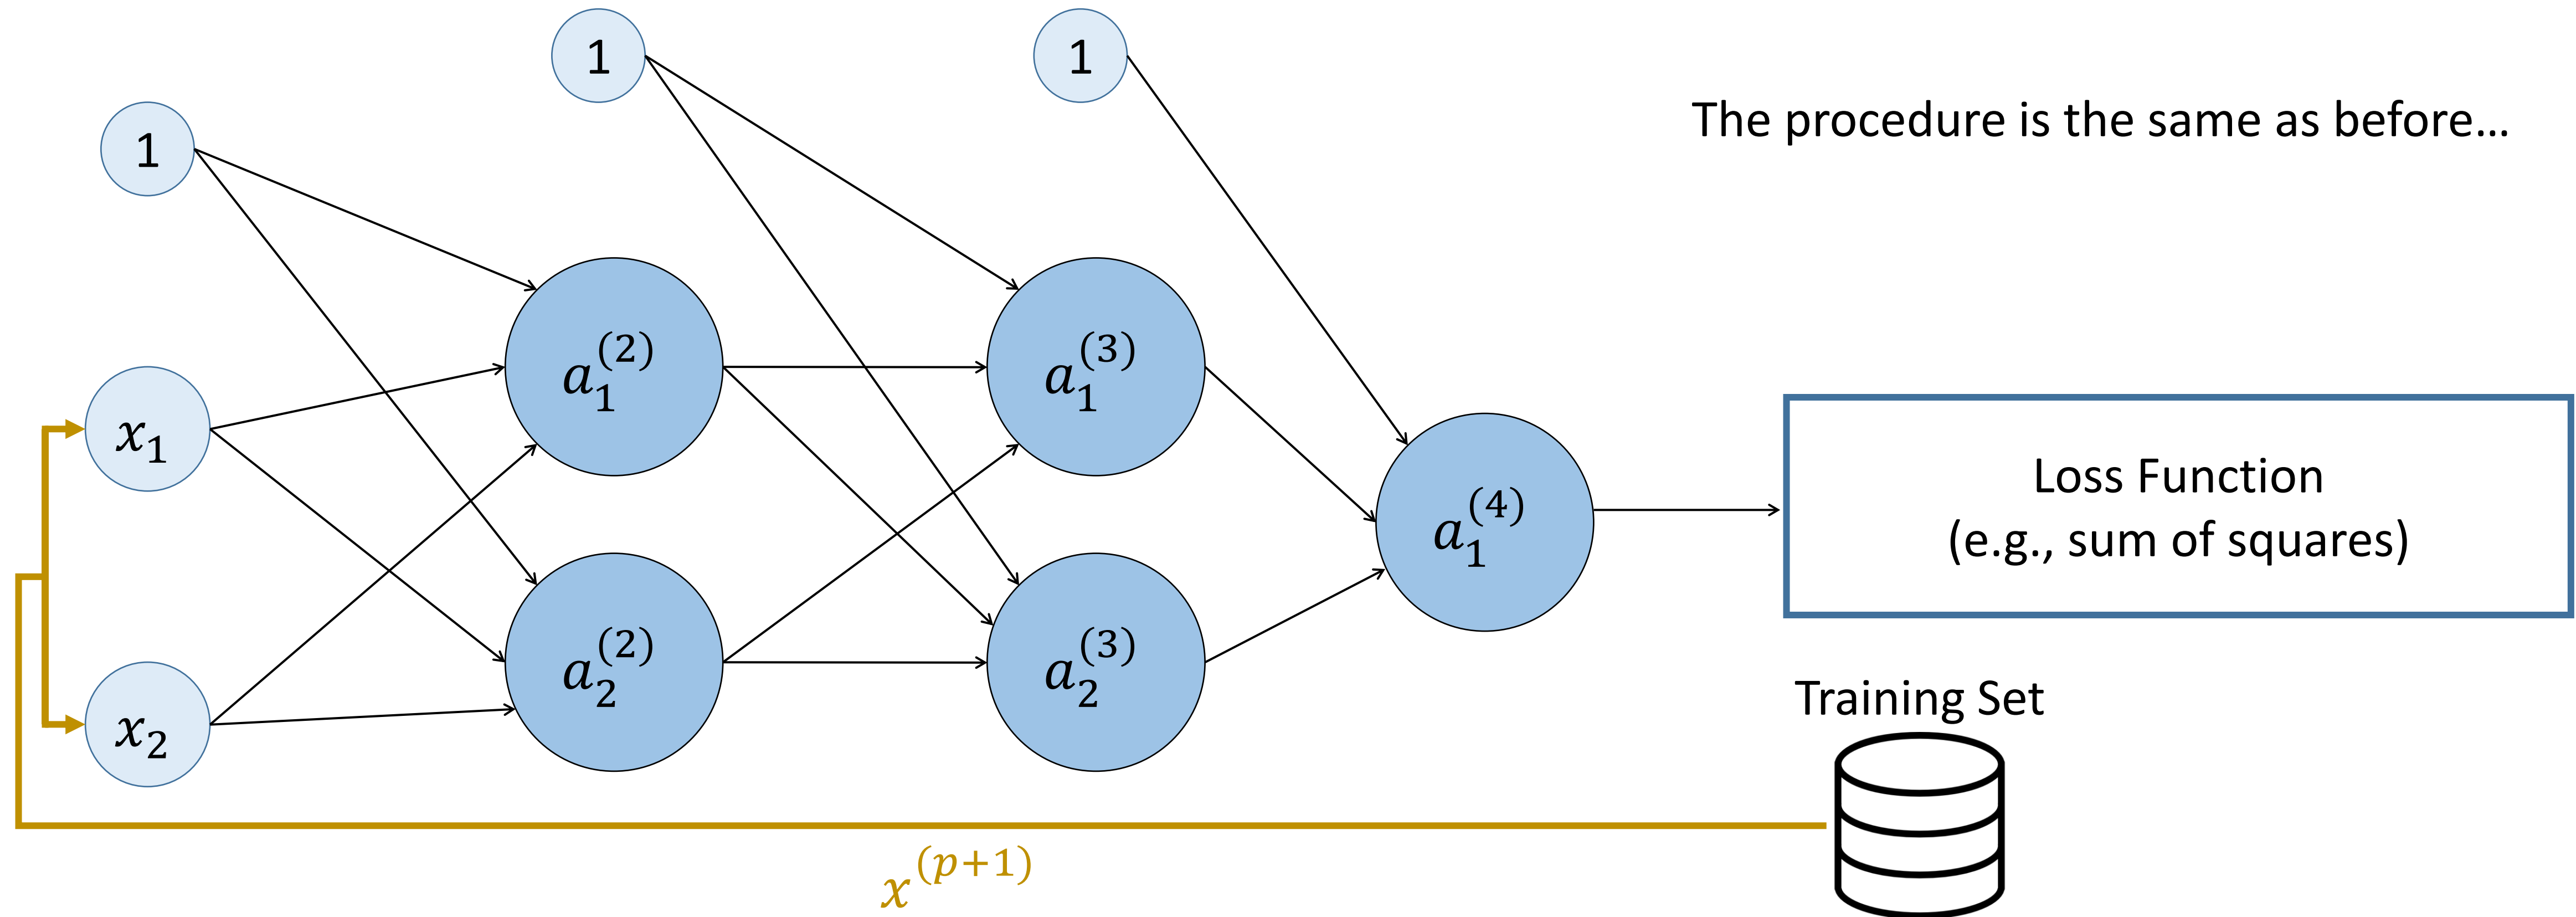 1
1
1
The procedure is the same as before...
a₁⁽²⁾
a₁⁽³⁾
x₁
a₁⁽⁴⁾
Loss Function
(e.g., sum of squares)
a₂⁽²⁾
a₂⁽³⁾
x₂
Training Set
x⁽ᵖ⁺¹⁾